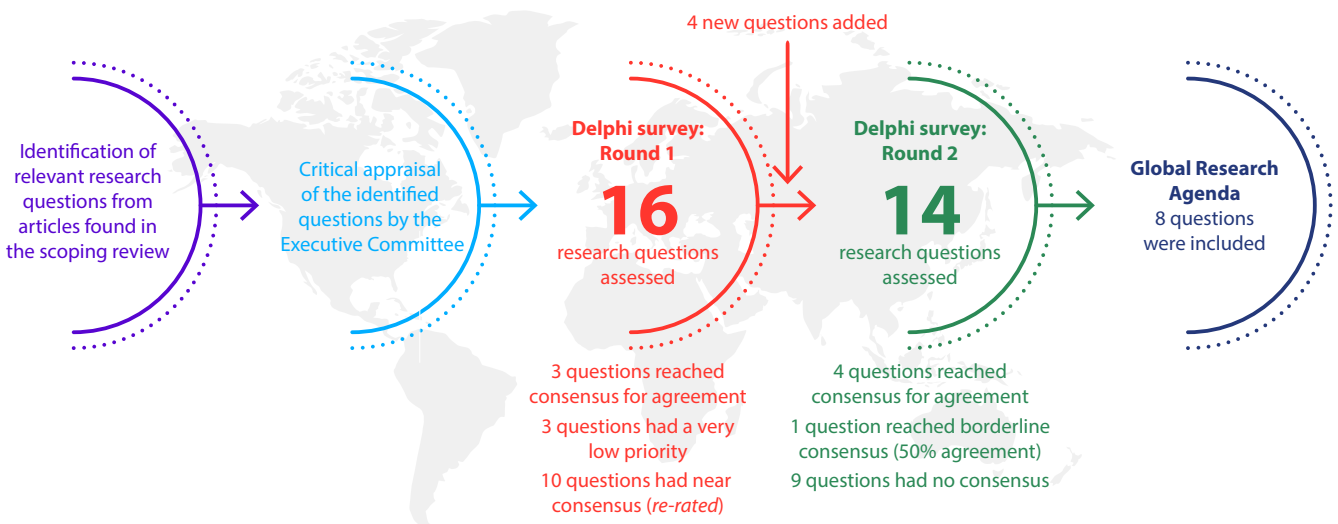 4 new questions added
Identification of
relevant research
questions from
articles found in
the scoping review
Critical appraisal
of the identified
questions by the
Executive Committee
Delphi survey:
Round 1
16
research questions
assessed
3 questions reached
consensus for agreement
3 questions had a very
low priority
10 questions had near
consensus (re-rated)
Delphi survey:
Round 2
14
research questions
assessed
4 questions reached
consensus for agreement
1 question reached borderline
consensus (50% agreement)
9 questions had no consensus
Global Research
Agenda
8 questions
were included